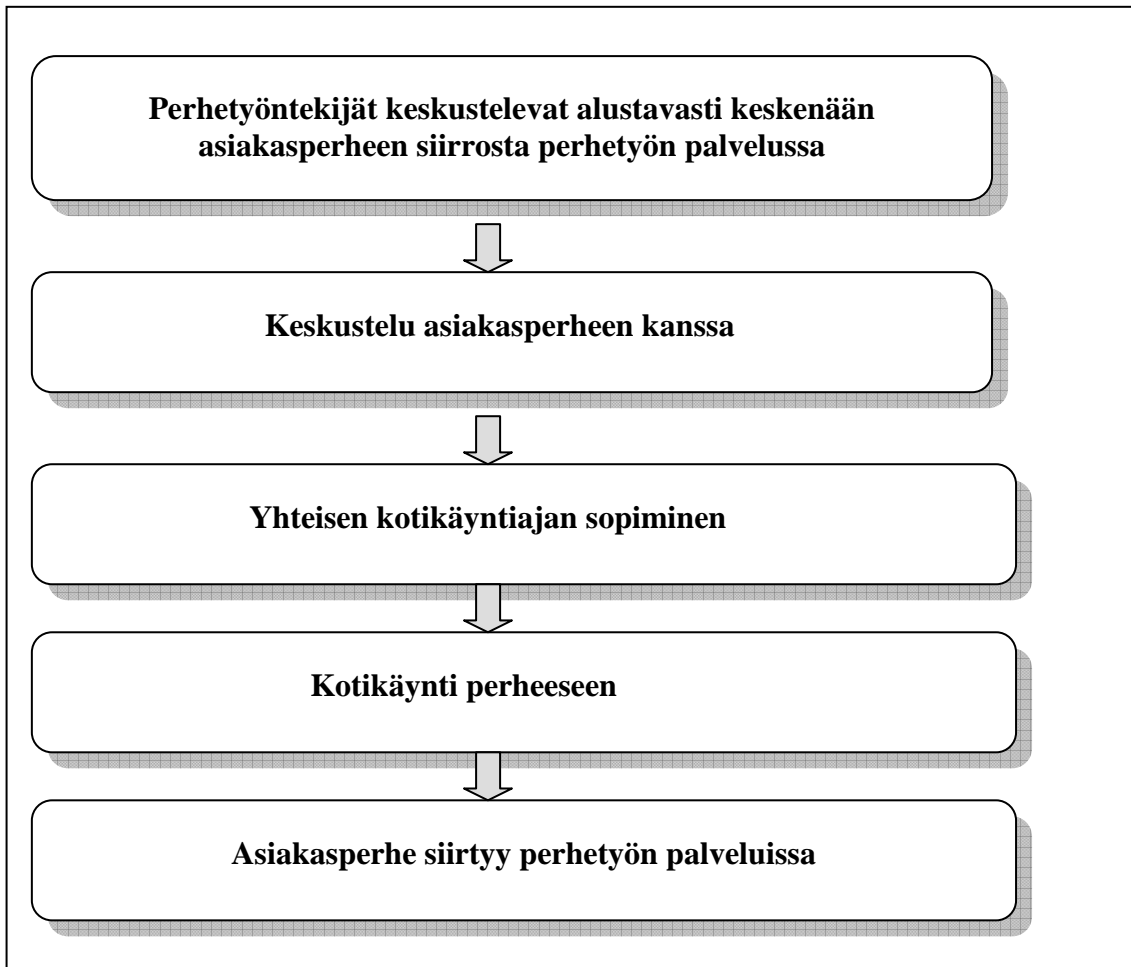 Perhetyöntekijät keskustelevat alustavasti keskenään
asiakasperheen siirrosta perhetyön palvelussa
Keskustelu asiakasperheen kanssa
Yhteisen kotikäyntiajan sopiminen
Kotikäynti perheeseen
Asiakasperhe siirtyy perhetyön palveluissa